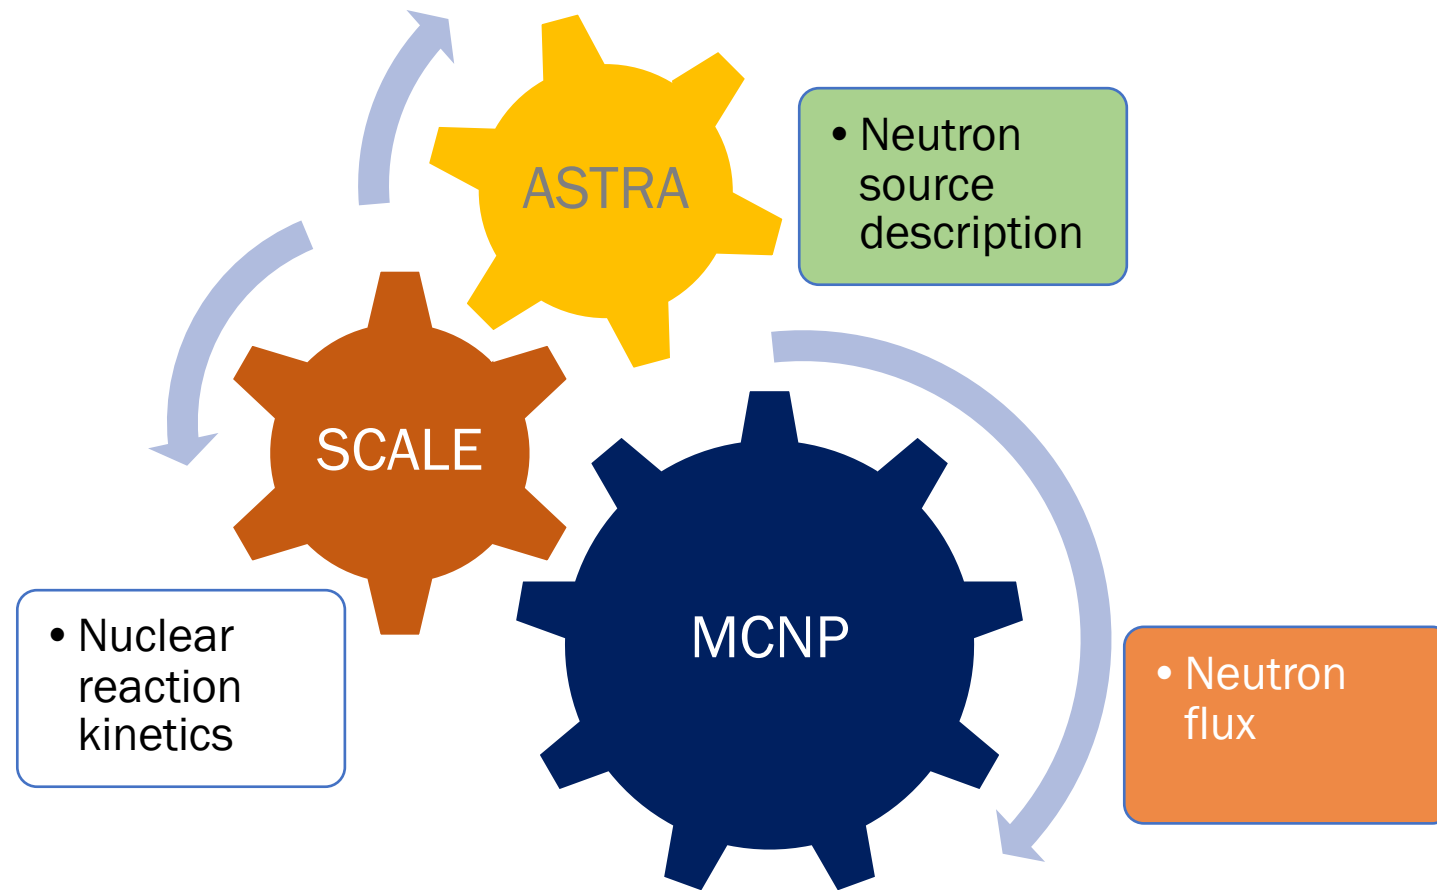 ASTRA
• Neutron
source
description
SCALE
MCNP
• Nuclear
reaction
kinetics
• Neutron
flux